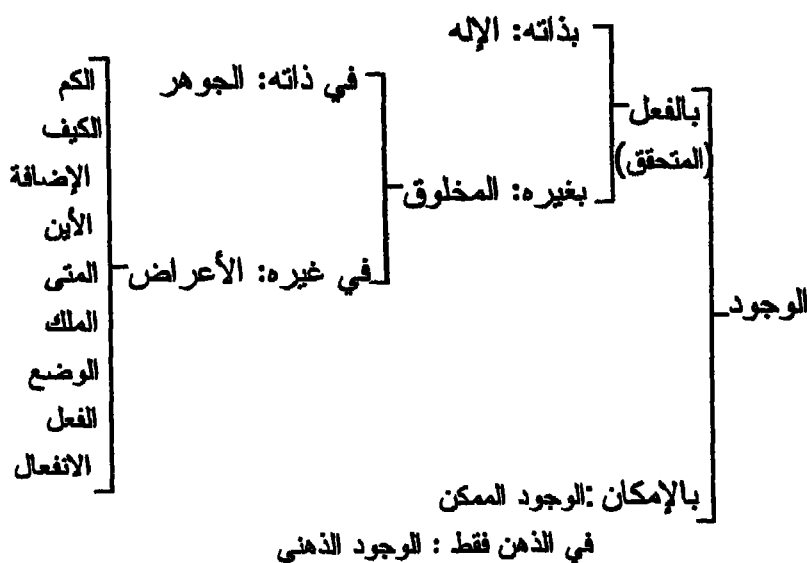 الوجود
بالفعل
(المتحقق)
بذاته: الإله
بغيره: المخلوق
في ذاته: الجوهر
في غيره: الأعراض
الكم
الكيف
الإضافة
الأين
المتى
الملك
الوضع
الفعل
الانفعال
بالإمكان: الوجود الممكن
في الذهن فقط : الوجود الذهني